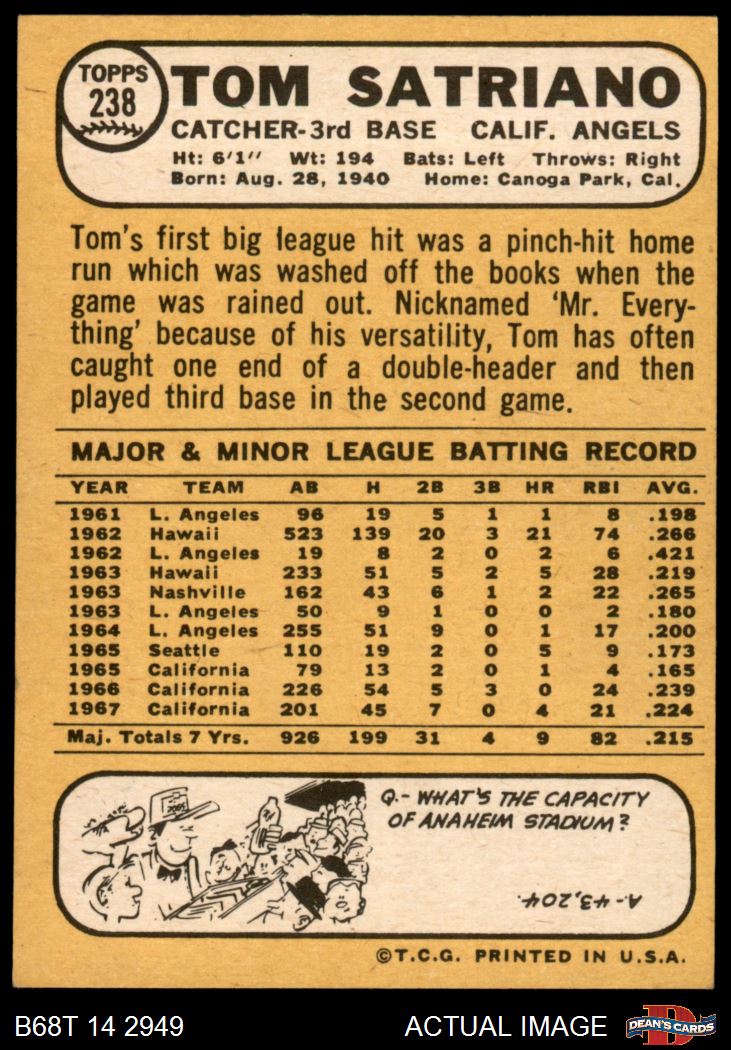 TOPPS
238
TOM SATRIANO
CATCHER-3rd BASE CALIF. ANGELS
Ht: 6'1'' Wt: 194 Bats: Left Throws: Right
Born: Aug. 28, 1940 Home: Canoga Park, Cal.
Tom's first big league hit was a pinch-hit home
run which was washed off the books when the
game was rained out. Nicknamed 'Mr. Every-
thing' because of his versatility, Tom has often
caught one end of a double-header and then
played third base in the second game.
MAJOR & MINOR LEAGUE BATTING RECORD
YEAR TEAM AB H 2B 3B HR RBI AVG.
1961 L. Angeles 96 19 5 1 1 8 .198
1962 Hawaii 523 139 20 3 21 74 .266
1962 L. Angeles 19 8 2 0 2 6 .421
1963 Hawaii 233 51 5 2 5 28 .219
1963 Nashville 162 43 6 1 2 22 .265
1963 L. Angeles 50 9 1 0 0 2 .180
1964 L. Angeles 255 51 9 0 1 17 .200
1965 Seattle 110 19 2 0 5 9 .173
1965 California 79 13 2 0 1 4 .165
1966 California 226 54 5 3 0 24 .239
1967 California 201 45 7 0 4 21 .224
Maj. Totals 7 Yrs. 926 199 31 4 9 82 .215
Q.- WHAT'S THE CAPACITY
OF ANAHEIM STADIUM?
A-43,204.
©T.C.G. PRINTED IN U.S.A.
B68T 14 2949 ACTUAL IMAGE
DEAN'S CARDS